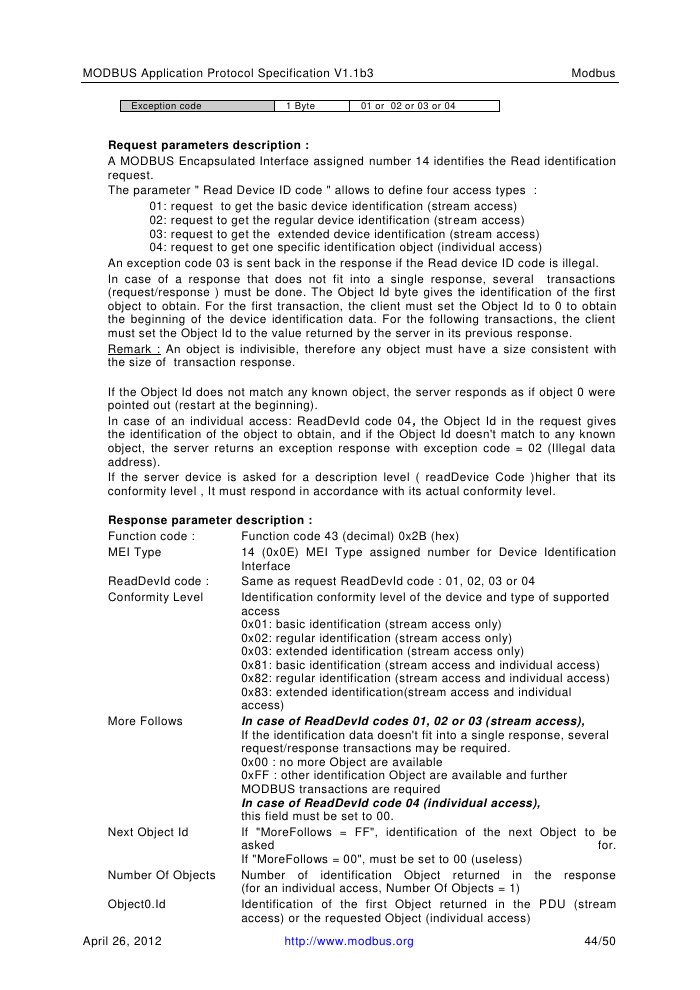 MODBUS Application Protocol Specification V1.1b3 Modbus
Exception code 1 Byte 01 or 02 or 03 or 04
Request parameters description :
A MODBUS Encapsulated Interface assigned number 14 identifies the Read identification
request.
The parameter " Read Device ID code " allows to define four access types :
01: request to get the basic device identification (stream access)
02: request to get the regular device identification (stream access)
03: request to get the extended device identification (stream access)
04: request to get one specific identification object (individual access)
An exception code 03 is sent back in the response if the Read device ID code is illegal.
In case of a response that does not fit into a single response, several transactions
(request/response ) must be done. The Object Id byte gives the identification of the first
object to obtain. For the first transaction, the client must set the Object Id to 0 to obtain
the beginning of the device identification data. For the following transactions, the client
must set the Object Id to the value returned by the server in its previous response.
Remark : An object is indivisible, therefore any object must have a size consistent with
the size of transaction response.
If the Object Id does not match any known object, the server responds as if object 0 were
pointed out (restart at the beginning).
In case of an individual access: ReadDevId code 04, the Object Id in the request gives
the identification of the object to obtain, and if the Object Id doesn't match to any known
object, the server returns an exception response with exception code = 02 (Illegal data
address).
If the server device is asked for a description level ( readDevice Code )higher that its
conformity level , It must respond in accordance with its actual conformity level.
Response parameter description :
Function code : Function code 43 (decimal) 0x2B (hex)
MEI Type 14 (0x0E) MEI Type assigned number for Device Identification
Interface
ReadDevId code : Same as request ReadDevId code : 01, 02, 03 or 04
Conformity Level Identification conformity level of the device and type of supported
access
0x01: basic identification (stream access only)
0x02: regular identification (stream access only)
0x03: extended identification (stream access only)
0x81: basic identification (stream access and individual access)
0x82: regular identification (stream access and individual access)
0x83: extended identification(stream access and individual
access)
More Follows In case of ReadDevId codes 01, 02 or 03 (stream access),
If the identification data doesn't fit into a single response, several
request/response transactions may be required.
0x00 : no more Object are available
0xFF : other identification Object are available and further
MODBUS transactions are required
In case of ReadDevId code 04 (individual access),
this field must be set to 00.
Next Object Id If "MoreFollows = FF", identification of the next Object to be
asked for.
If "MoreFollows = 00", must be set to 00 (useless)
Number Of Objects Number of identification Object returned in the response
(for an individual access, Number Of Objects = 1)
Object0.Id Identification of the first Object returned in the PDU (stream
access) or the requested Object (individual access)
April 26, 2012 http://www.modbus.org 44/50